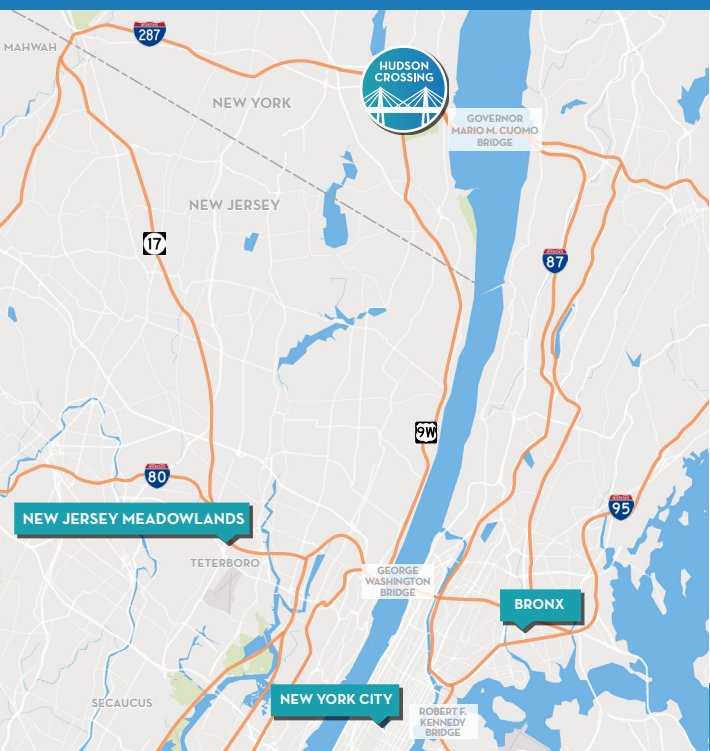 287
MAHWAH
HUDSON
CROSSING
NEW YORK
GOVERNOR
MARIO M. CUOMO
BRIDGE
NEW JERSEY
17
87
9W
80
95
NEW JERSEY MEADOWLANDS
TETERBORO
GEORGE
WASHINGTON
BRIDGE
BRONX
NEW YORK CITY
SECAUCUS
ROBERT F.
KENNEDY
BRIDGE